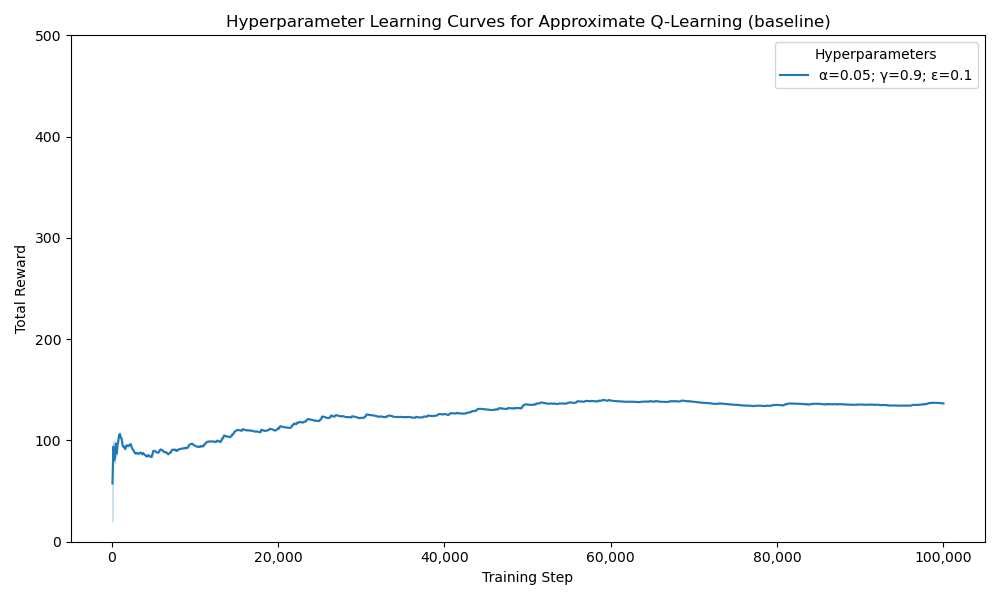 Hyperparameter Learning Curves for Approximate Q-Learning (baseline)
Hyperparameters
α=0.05; γ=0.9; ε=0.1
Total Reward
500
400
300
200
100
0
0
20,000
40,000
60,000
80,000
100,000
Training Step